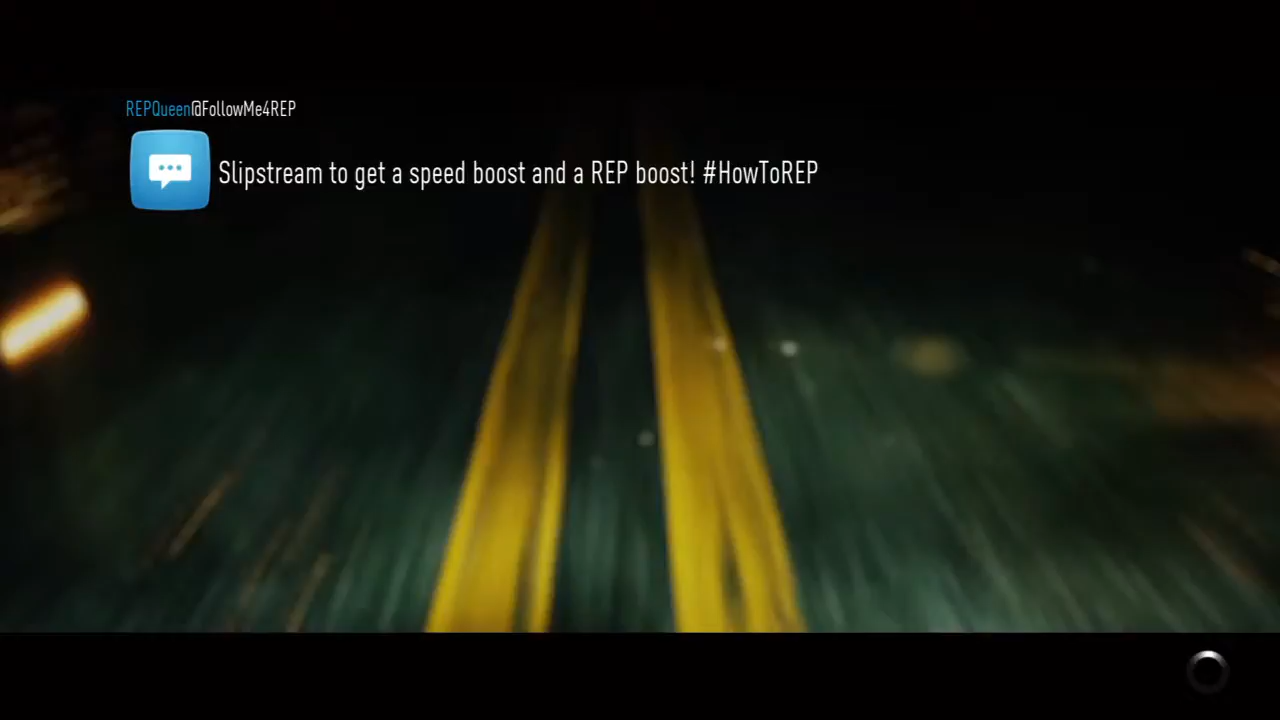 REPQueen@FollowMe4REP
Slipstream to get a speed boost and a REP boost! #HowToREP